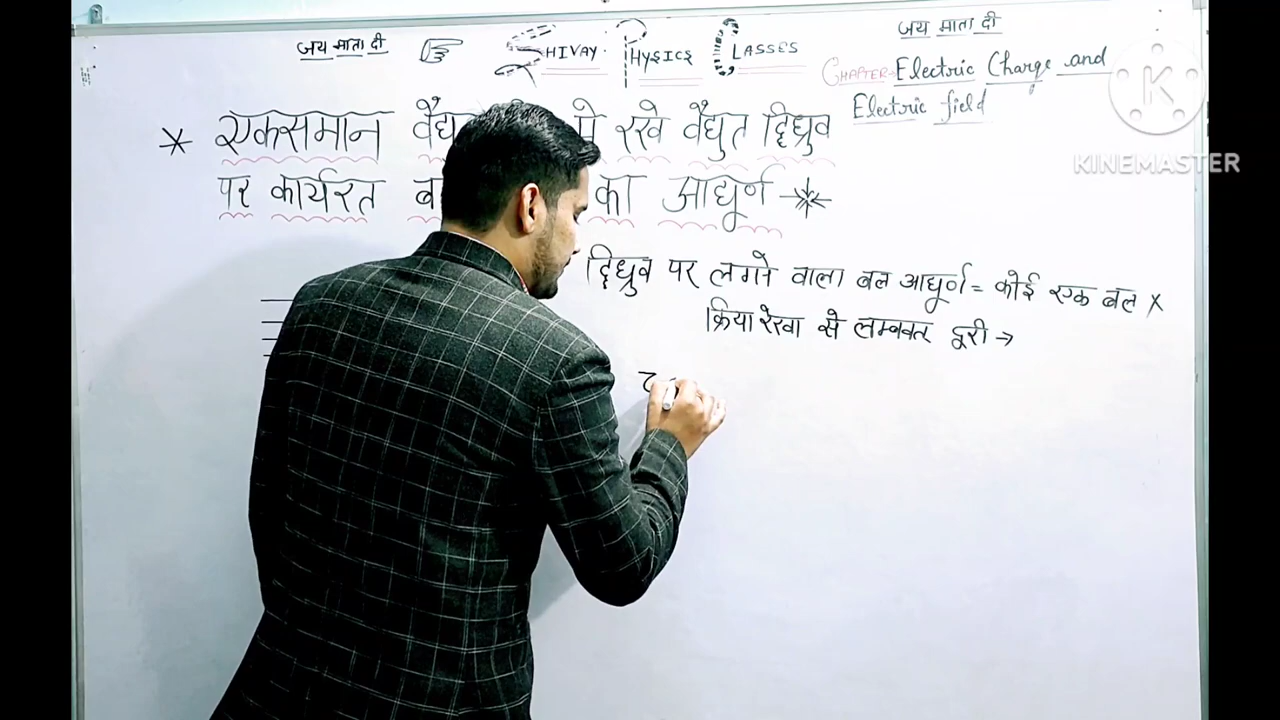 जय माता दी SHIVAY PHYSICS CLASSES जय माता दी
CHAPTER→ Electric Charge and
Electric field
KINEMASTER
* एकसमान में रखे वैद्युत द्विध्रुव
पर कार्यरत का आघूर्ण
द्विध्रुव पर लगने वाला बल आघूर्ण = कोई एक बल ×
क्रिया रेखा से लम्बवत दूरी →